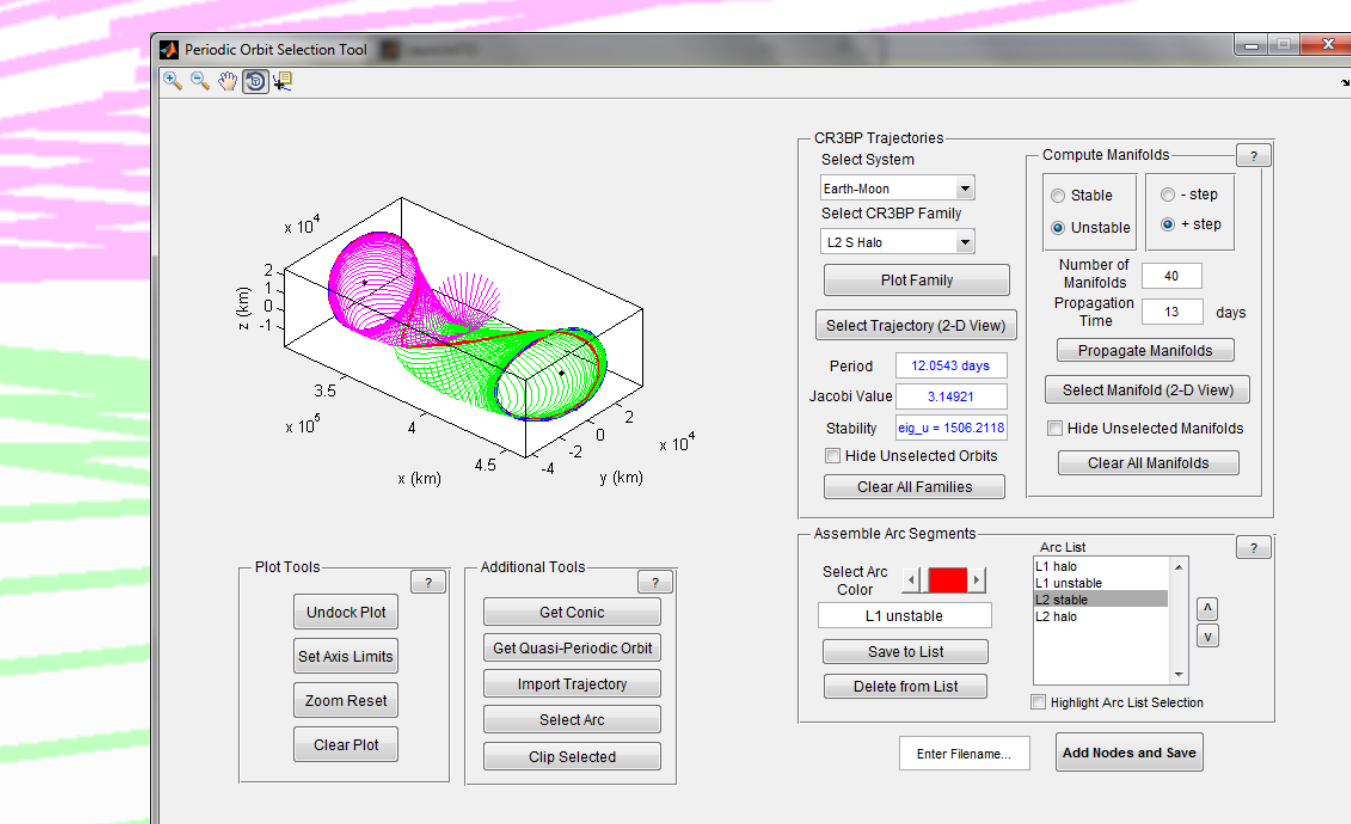 Periodic Orbit Selection Tool
x 10^4
2
1
0
-1
z (km)
3.5
4
4.5
x 10^5
x (km)
-4
-2
0
2
x 10^4
y (km)
CR3BP Trajectories
Select System
Earth-Moon
Select CR3BP Family
L2 S Halo
Plot Family
Select Trajectory (2-D View)
Period 12.0543 days
Jacobi Value 3.14921
Stability eig_u = 1506.2118
Hide Unselected Orbits
Clear All Families
Compute Manifolds
?
Stable
Unstable
- step
+ step
Number of
Manifolds
40
Propagation
Time
13
days
Propagate Manifolds
Select Manifold (2-D View)
Hide Unselected Manifolds
Clear All Manifolds
Plot Tools
?
Undock Plot
Set Axis Limits
Zoom Reset
Clear Plot
Additional Tools
?
Get Conic
Get Quasi-Periodic Orbit
Import Trajectory
Select Arc
Clip Selected
Assemble Arc Segments
?
Select Arc
Color
L1 unstable
Save to List
Delete from List
Arc List
L1 halo
L1 unstable
L2 stable
L2 halo
^
v
Highlight Arc List Selection
Enter Filename...
Add Nodes and Save